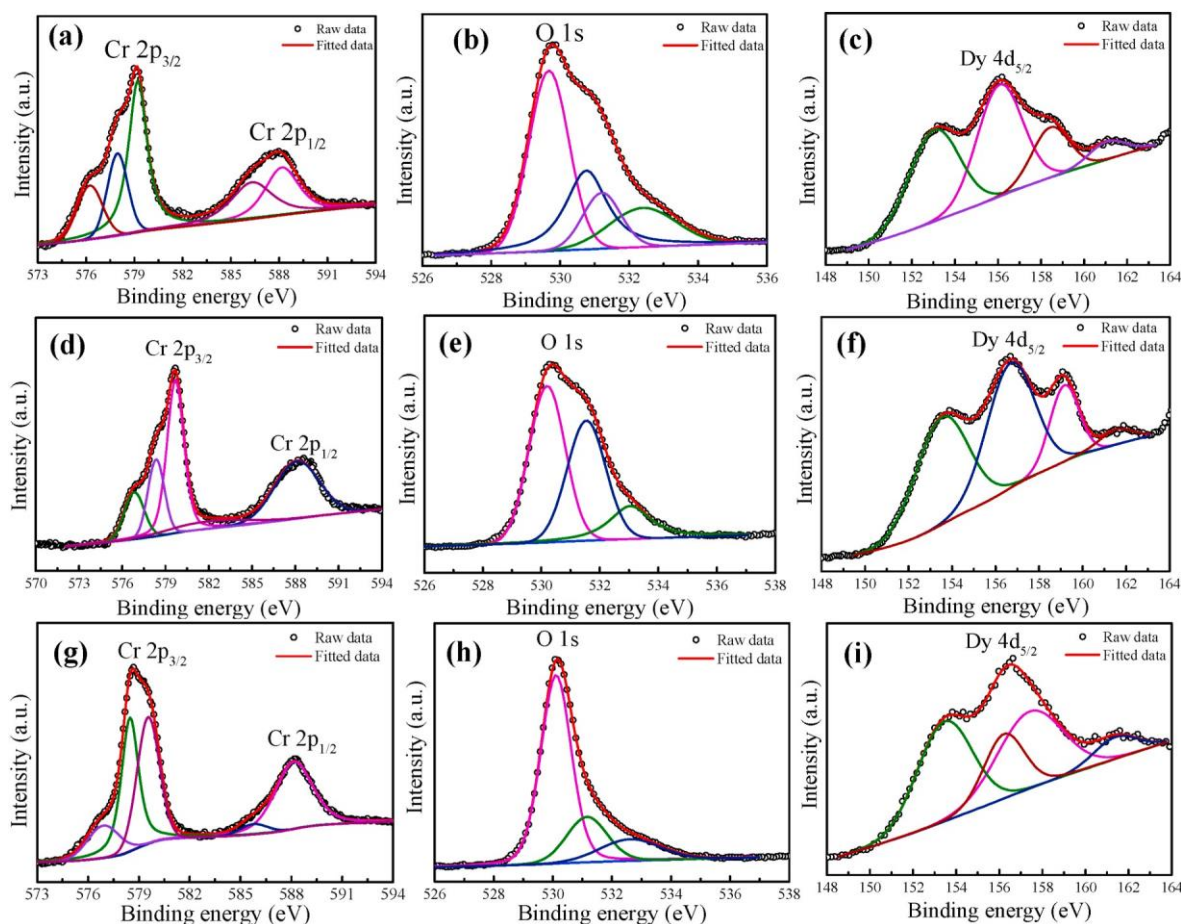 (a)
Cr 2p3/2
Cr 2p1/2
Raw data
Fitted data
Intensity (a.u.)
573 576 579 582 585 588 591 594
Binding energy (eV)
(b)
O 1s
Raw data
Fitted data
Intensity (a.u.)
526 528 530 532 534 536
Binding energy (eV)
(c)
Dy 4d5/2
Raw data
Fitted data
Intensity (a.u.)
148 150 152 154 156 158 160 162 164
Binding energy (eV)
(d)
Cr 2p3/2
Cr 2p1/2
Raw data
Fitted data
Intensity (a.u.)
570 573 576 579 582 585 588 591 594
Binding energy (eV)
(e)
O 1s
Raw data
Fitted data
Intensity (a.u.)
526 528 530 532 534 536 538
Binding energy (eV)
(f)
Dy 4d5/2
Raw data
Fitted data
Intensity (a.u.)
148 150 152 154 156 158 160 162 164
Binding energy (eV)
(g)
Cr 2p3/2
Cr 2p1/2
Raw data
Fitted data
Intensity (a.u.)
573 576 579 582 585 588 591 594
Binding energy (eV)
(h)
O 1s
Raw data
Fitted data
Intensity (a.u.)
526 528 530 532 534 536 538
Binding energy (eV)
(i)
Dy 4d5/2
Raw data
Fitted data
Intensity (a.u.)
148 150 152 154 156 158 160 162 164
Binding energy (eV)